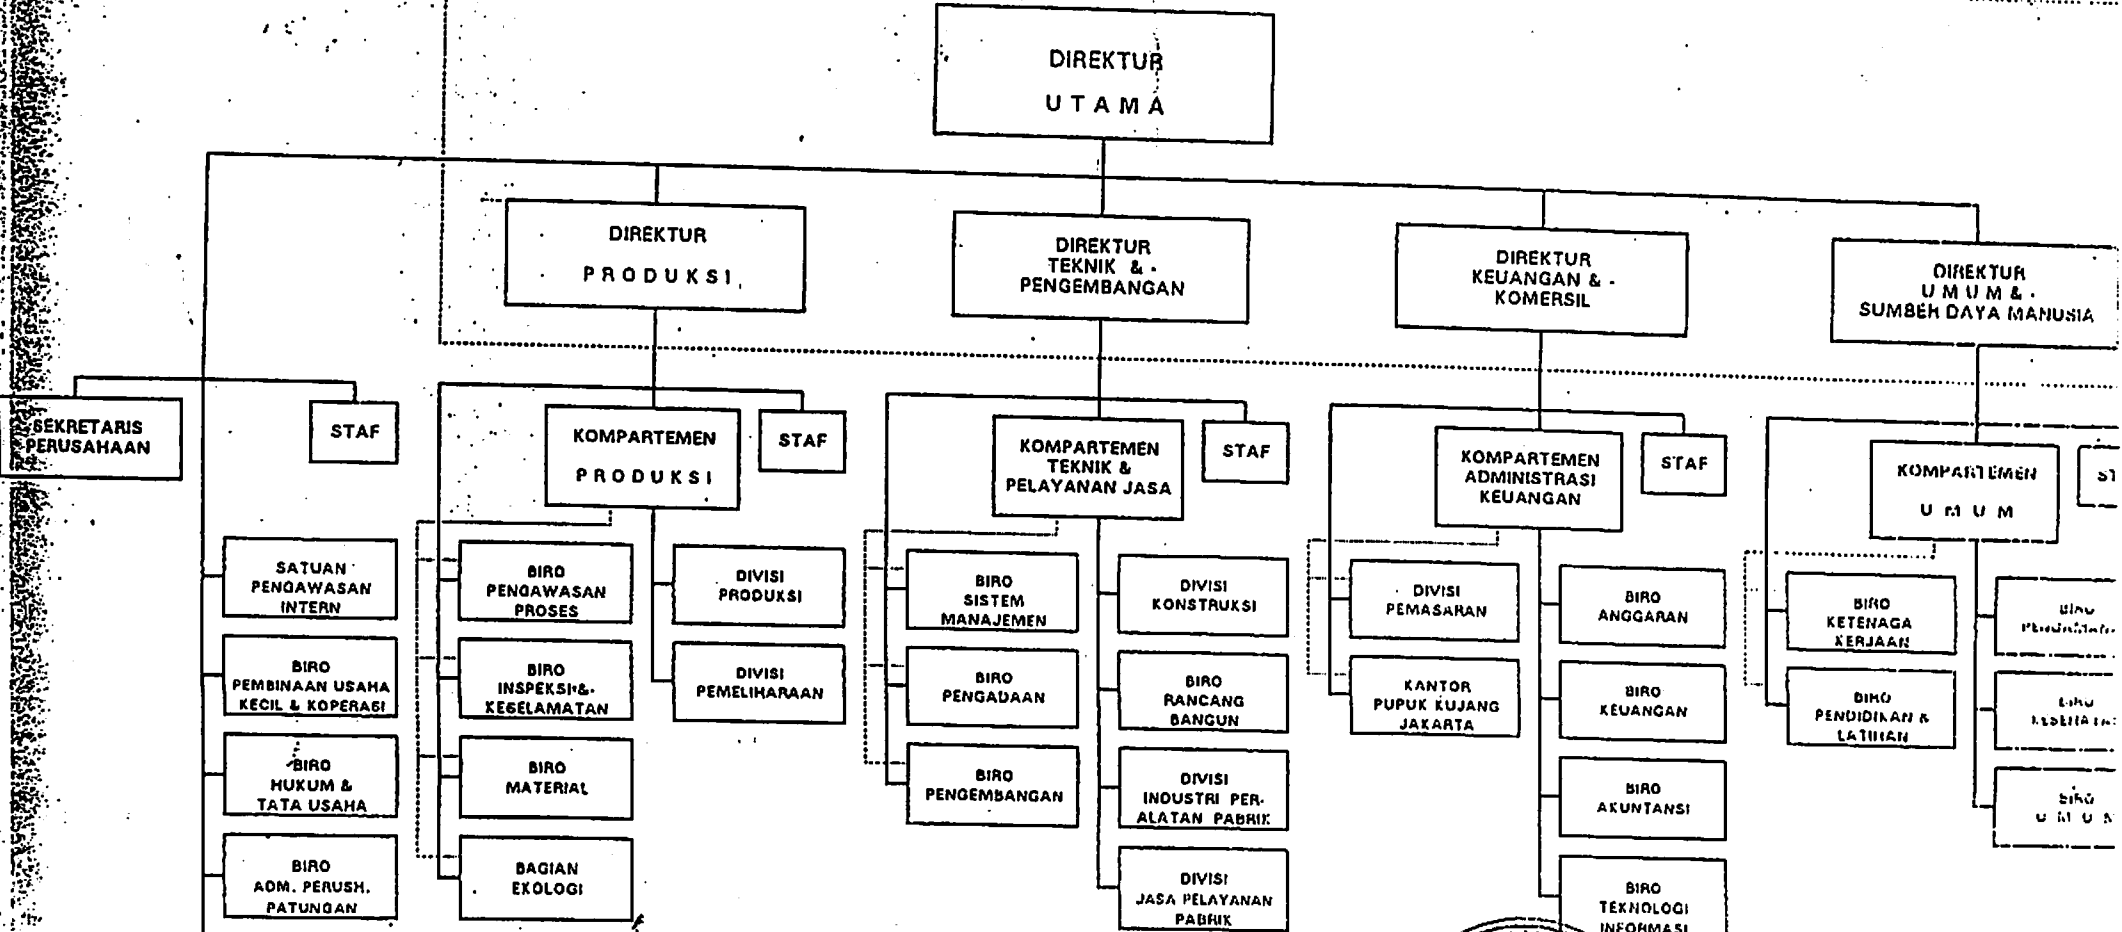 DIREKTUR
U T A M A
DIREKTUR
P R O D U K S I
DIREKTUR
TEKNIK &
PENGEMBANGAN
DIREKTUR
KEUANGAN &
KOMERSIL
DIREKTUR
U M U M &
SUMBER DAYA MANUSIA
SEKRETARIS
PERUSAHAAN
STAF
KOMPARTEMEN
P R O D U K S I
STAF
KOMPARTEMEN
TEKNIK &
PELAYANAN JASA
STAF
KOMPARTEMEN
ADMINISTRASI
KEUANGAN
STAF
KOMPARTEMEN
U M U M
ST
SATUAN
PENGAWASAN
INTERN
BIRO
PEMBINAAN USAHA
KECIL & KOPERASI
BIRO
HUKUM &
TATA USAHA
BIRO
ADM. PERUSH.
PATUNGAN
BIRO
PENGAWASAN
PROSES
BIRO
INSPEKSI &
KESELAMATAN
BIRO
MATERIAL
BAGIAN
EKOLOGI
DIVISI
PRODUKSI
DIVISI
PEMELIHARAAN
BIRO
SISTEM
MANAJEMEN
BIRO
PENGADAAN
BIRO
PENGEMBANGAN
DIVISI
KONSTRUKSI
BIRO
RANCANG
BANGUN
DIVISI
INDUSTRI PER-
ALATAN PABRIK
DIVISI
JASA PELAYANAN
PABRIK
DIVISI
PEMASARAN
KANTOR
PUPUK KUJANG
JAKARTA
BIRO
ANGGARAN
BIRO
KEUANGAN
BIRO
AKUNTANSI
BIRO
TEKNOLOGI
INFORMASI
BIRO
KETENAGA
KERJAAN
BIRO
PENDIDIKAN &
LATIHAN
BIRO
BIRO
BIRO
U M U M